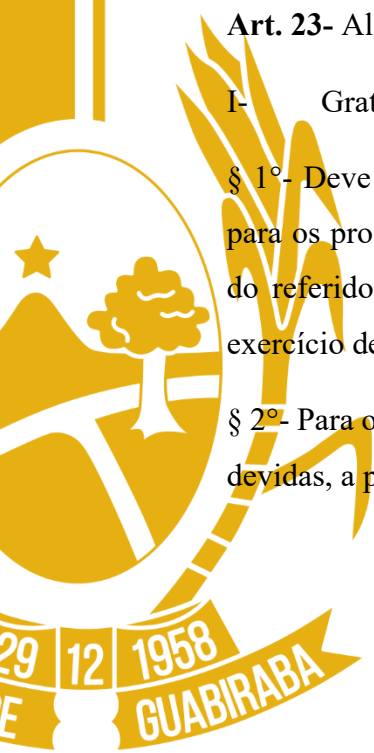 Art. 23- Al
I- Grat
§ 1°- Deve
para os pro
do referido
exercício de
§ 2°- Para o
devidas, a p
29 12 1958
E GUABIRABA